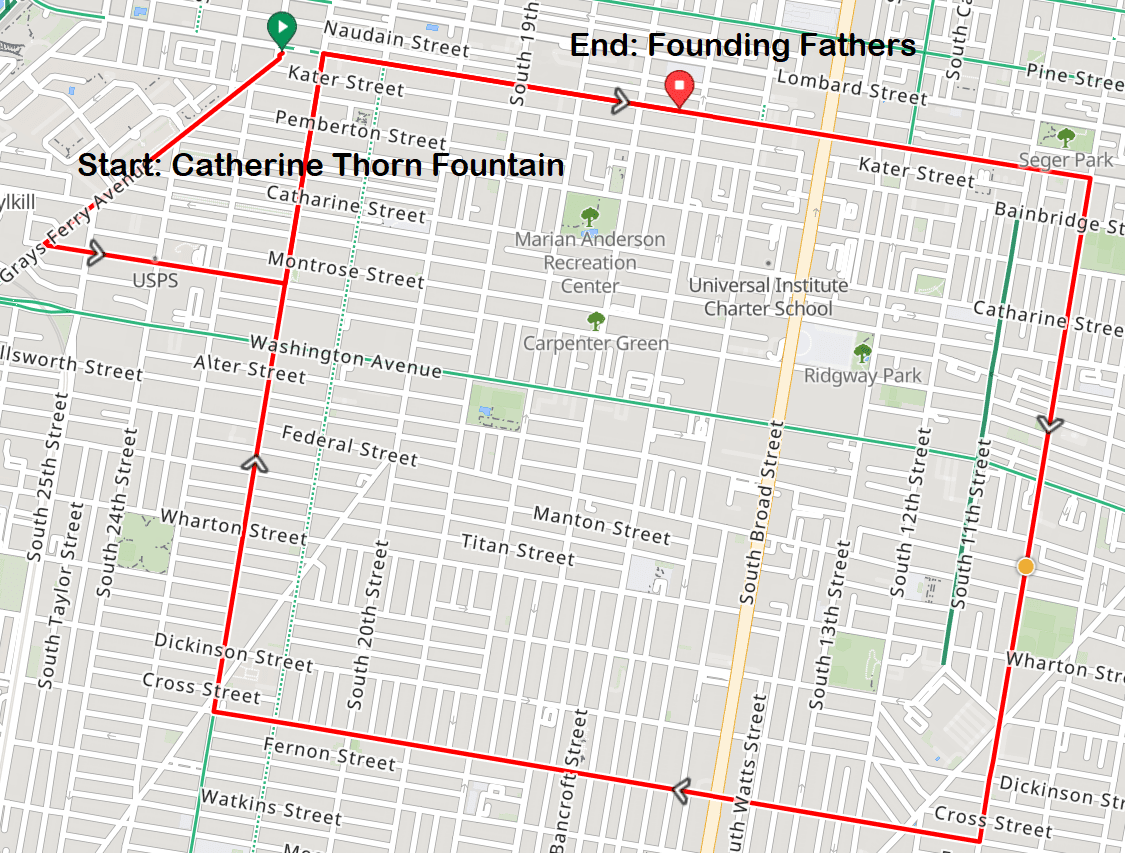 Naudain Street
South 19th
End: Founding Fathers
South Ca
Pine Stree
Kater Street
Lombard Street
Pemberton Street
Seger Park
Start: Catherine Thorn Fountain
Kater Street
ylkill
Grays Ferry Avenue
Catharine Street
Bainbridge St
Marian Anderson
Recreation
Center
USPS
Montrose Street
Universal Institute
Charter School
Catharine Stree
Carpenter Green
Washington Avenue
llsworth Street
Alter Street
Ridgway Park
Federal Street
South 25th Street
South 24th Street
South Taylor Street
Wharton Street
Manton Street
Titan Street
South Broad Street
South 12th Street
South 11th Street
South 20th Street
South 13th Street
Dickinson Street
Cross Street
Wharton Stre
Fernon Street
Bancroft Street
uth Watts Street
Dickinson Str
Watkins Street
Cross Street